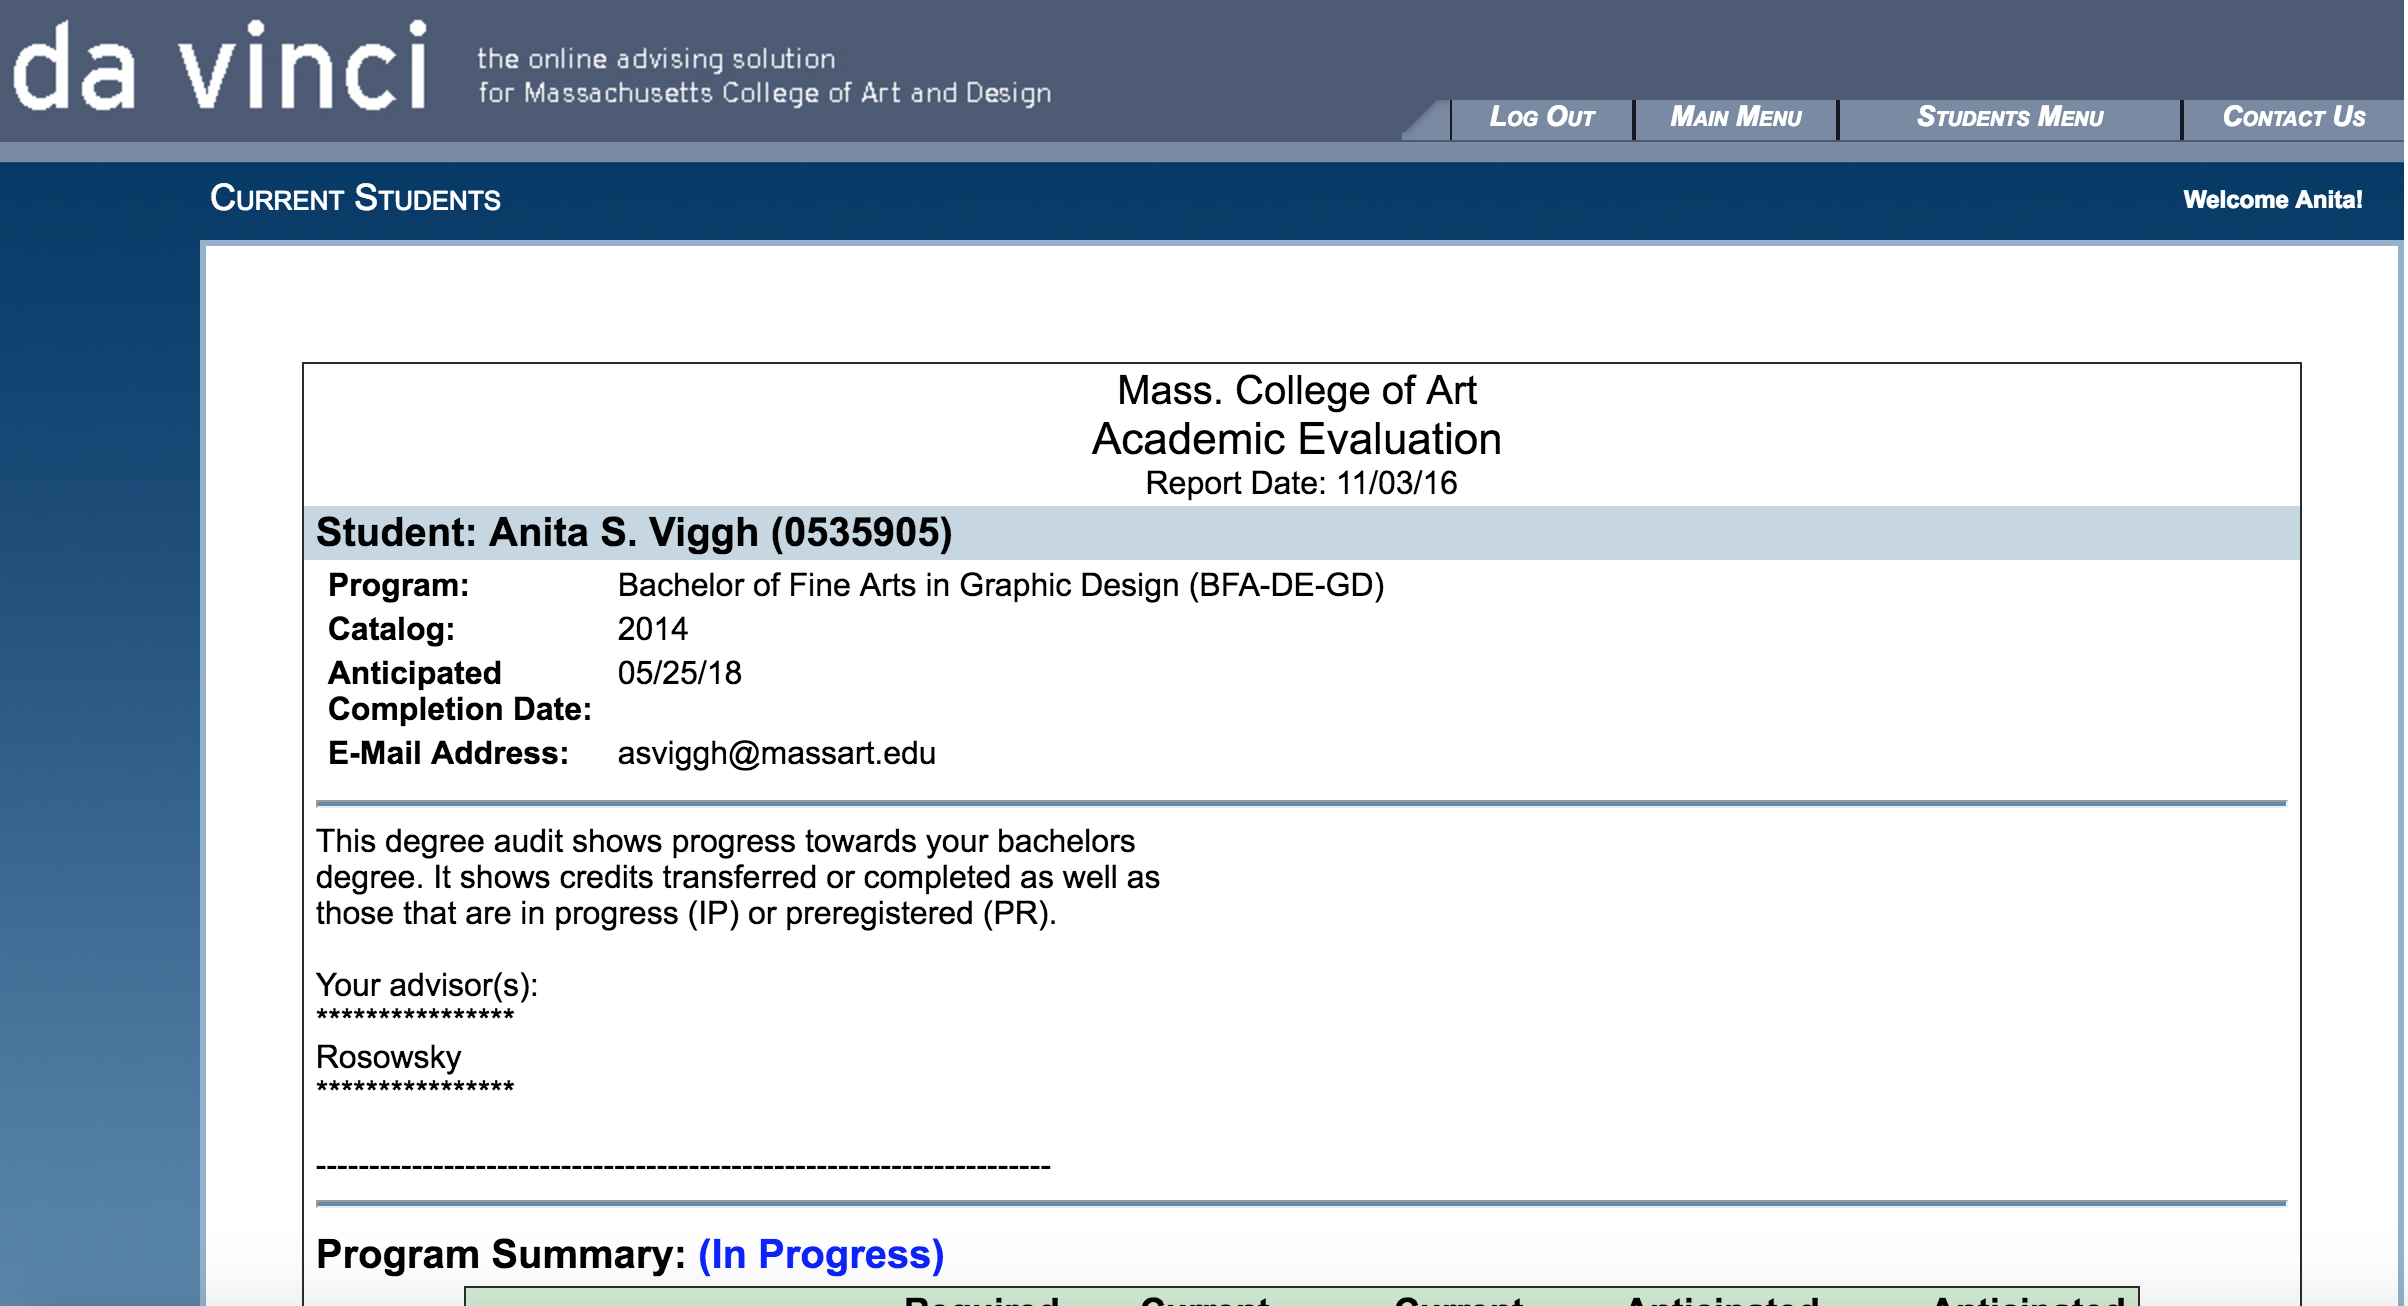 da vinci
the online advising solution
for Massachusetts College of Art and Design
LOG OUT MAIN MENU STUDENTS MENU CONTACT US
CURRENT STUDENTS
Welcome Anita!
Mass. College of Art
Academic Evaluation
Report Date: 11/03/16
Student: Anita S. Viggh (0535905)
Program: Bachelor of Fine Arts in Graphic Design (BFA-DE-GD)
Catalog: 2014
Anticipated 05/25/18
Completion Date:
E-Mail Address: asviggh@massart.edu
This degree audit shows progress towards your bachelors
degree. It shows credits transferred or completed as well as
those that are in progress (IP) or preregistered (PR).
Your advisor(s):
****************
Rosowsky
****************
----------------------------------------------------------------------
Program Summary: (In Progress)
Required Current Current Anticipated Anticipated